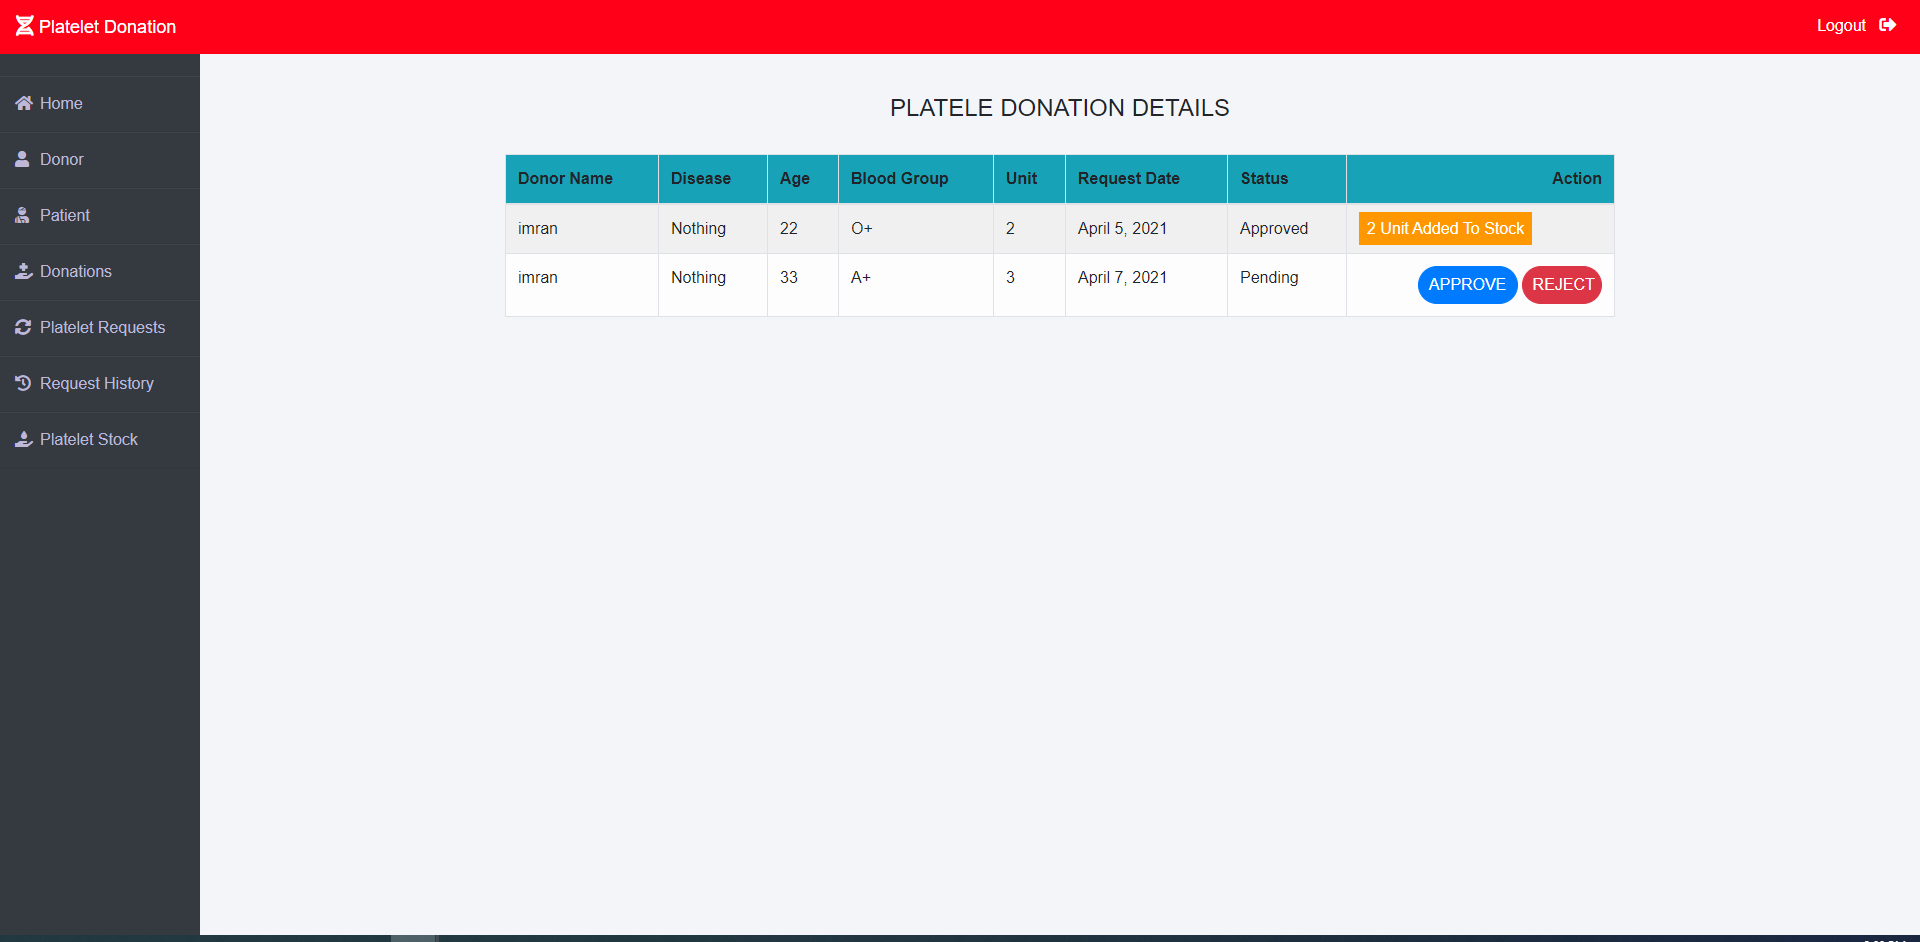 Platelet Donation
Logout
Home
Donor
Patient
Donations
Platelet Requests
Request History
Platelet Stock
PLATELE DONATION DETAILS
Donor Name Disease Age Blood Group Unit Request Date Status Action
imran Nothing 22 O+ 2 April 5, 2021 Approved 2 Unit Added To Stock
imran Nothing 33 A+ 3 April 7, 2021 Pending APPROVE REJECT